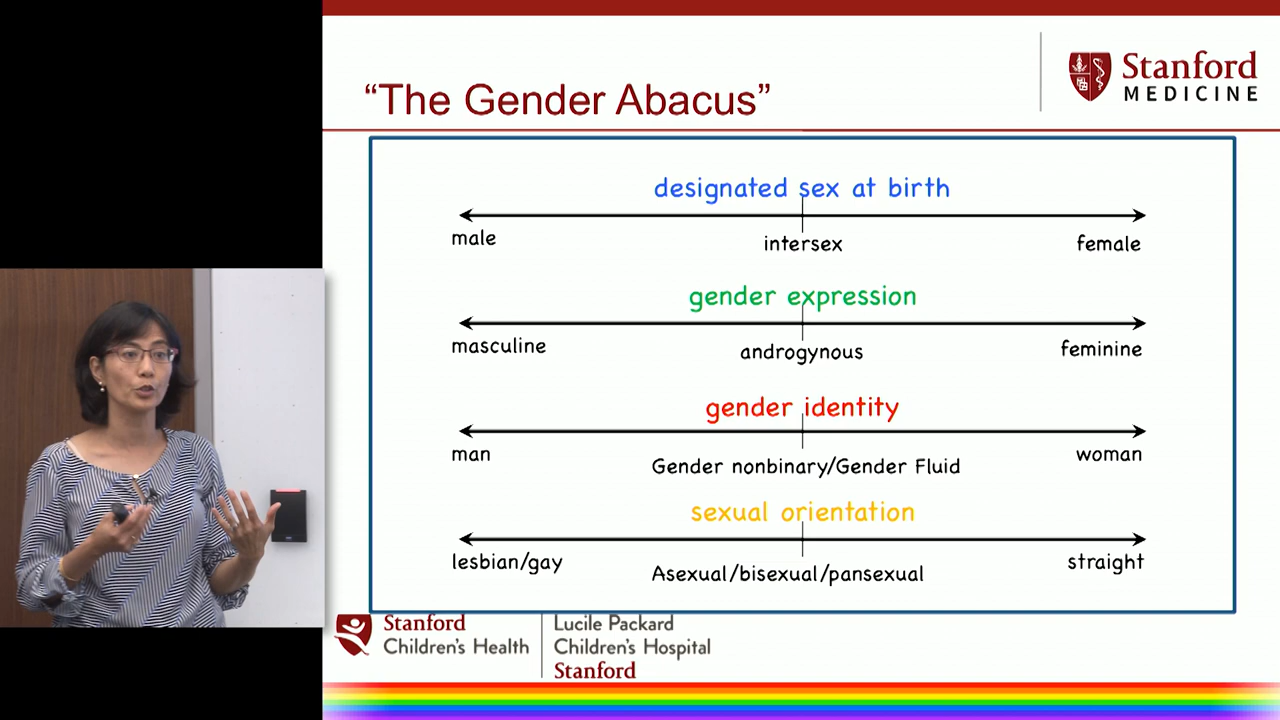 "The Gender Abacus"
Stanford
MEDICINE
designated sex at birth
male
intersex
female
gender expression
masculine
androgynous
feminine
gender identity
man
Gender nonbinary/Gender Fluid
woman
sexual orientation
lesbian/gay
Asexual/bisexual/pansexual
straight
Stanford
Children's Health
Lucile Packard
Children's Hospital
Stanford